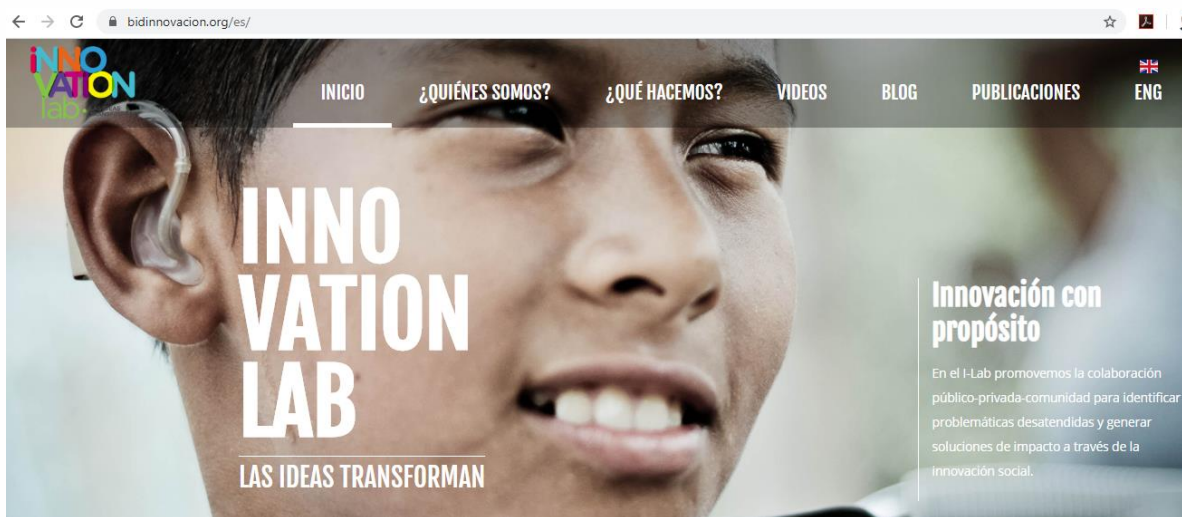 bidinnovacion.org/es/
iNNO
VATION
lab
INICIO
¿QUIÉNES SOMOS?
¿QUÉ HACEMOS?
VIDEOS
BLOG
PUBLICACIONES
ENG
INNO
VATION
LAB
LAS IDEAS TRANSFORMAN
Innovación con
propósito
En el I-Lab promovemos la colaboración
público-privada-comunidad para identificar
problemáticas desatendidas y generar
soluciones de impacto a través de la
innovación social.